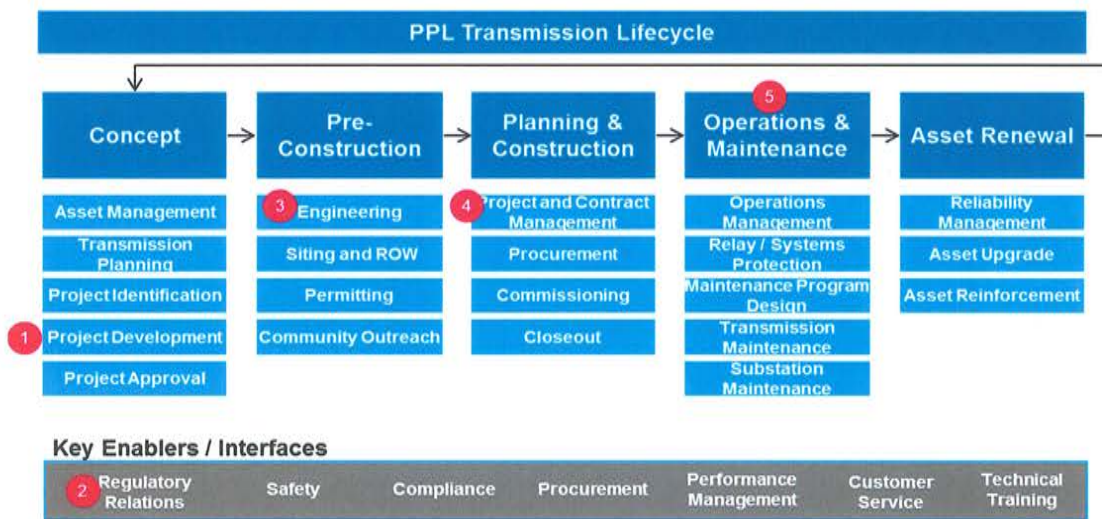 PPL Transmission Lifecycle
Concept
Pre-
Construction
Planning &
Construction
5
Operations &
Maintenance
Asset Renewal
Asset Management
Transmission
Planning
Project Identification
1
Project Development
Project Approval
3
Engineering
Siting and ROW
Permitting
Community Outreach
4
Project and Contract
Management
Procurement
Commissioning
Closeout
Operations
Management
Relay / Systems
Protection
Maintenance Program
Design
Transmission
Maintenance
Substation
Maintenance
Reliability
Management
Asset Upgrade
Asset Reinforcement
Key Enablers / Interfaces
2
Regulatory
Relations
Safety
Compliance
Procurement
Performance
Management
Customer
Service
Technical
Training